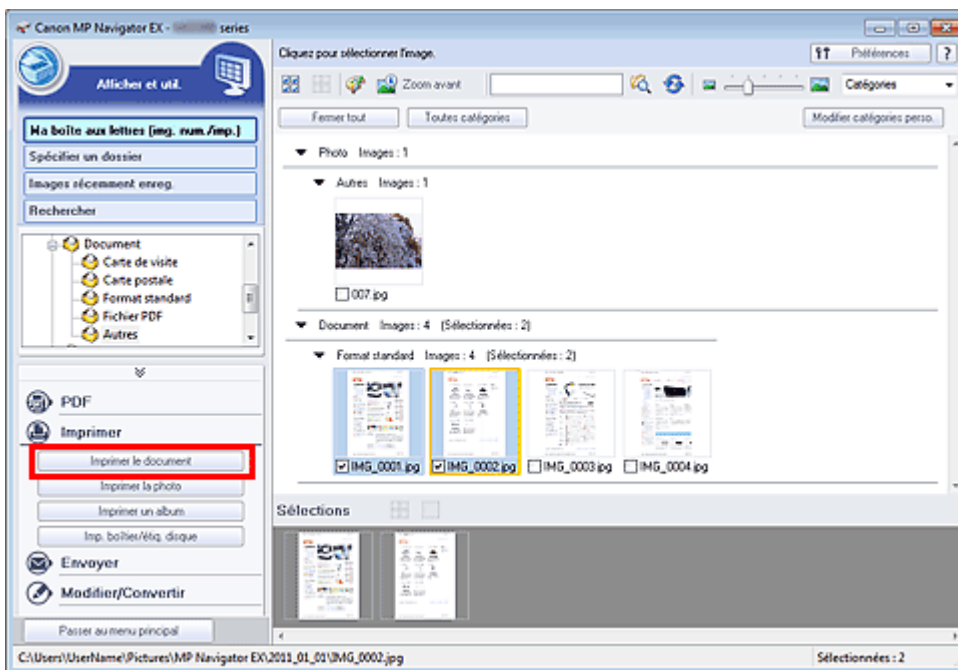 Canon MP Navigator EX - series
Afficher et util.
Ma boîte aux lettres (img. num./imp.)
Spécifier un dossier
Images récemment enreg.
Rechercher
Document
Carte de visite
Carte postale
Format standard
Fichier PDF
Autres
PDF
Imprimer
Imprimer le document
Imprimer la photo
Imprimer un album
Imp. boîtier/étiq. disque
Envoyer
Modifier/Convertir
Passer au menu principal
Cliquez pour sélectionner l'image.
Préférences ?
Zoom avant
Catégories
Fermer tout Toutes catégories Modifier catégories perso.
Photo Images : 1
Autres Images : 1
007.jpg
Document Images : 4 (Sélectionnées : 2)
Format standard Images : 4 (Sélectionnées : 2)
IMG_0001.jpg IMG_0002.jpg IMG_0003.jpg IMG_0004.jpg
Sélections
C:\Users\UserName\Pictures\MP Navigator EX\2011_01_01\IMG_0002.jpg Sélectionnées : 2